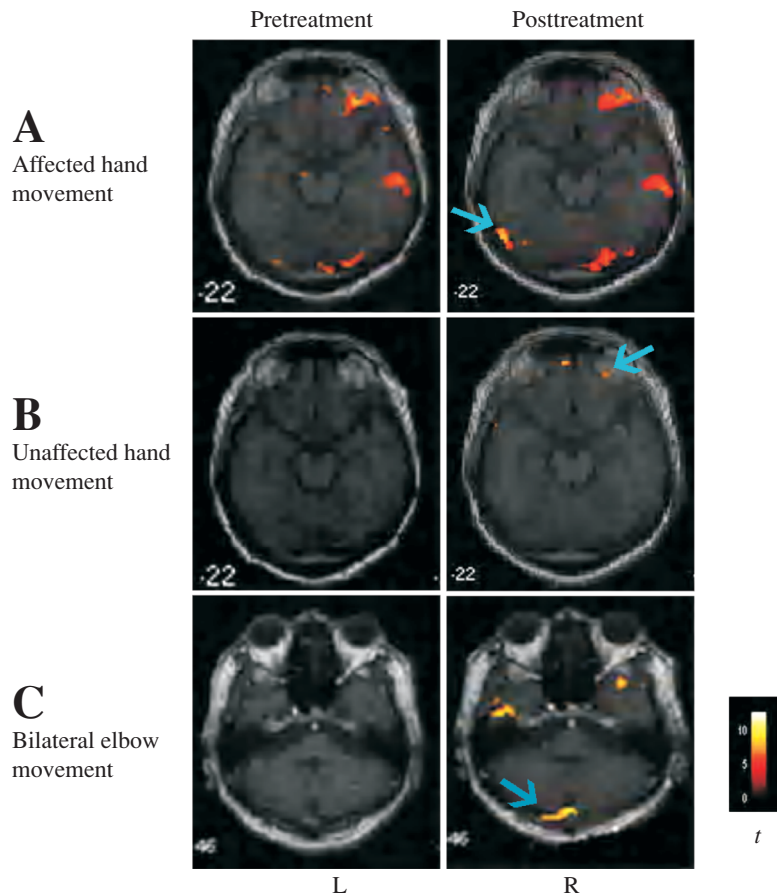 Pretreatment Posttreatment
A
Affected hand
movement
-22
-22
B
Unaffected hand
movement
-22
-22
C
Bilateral elbow
movement
46
46
10
5
0
t
L R